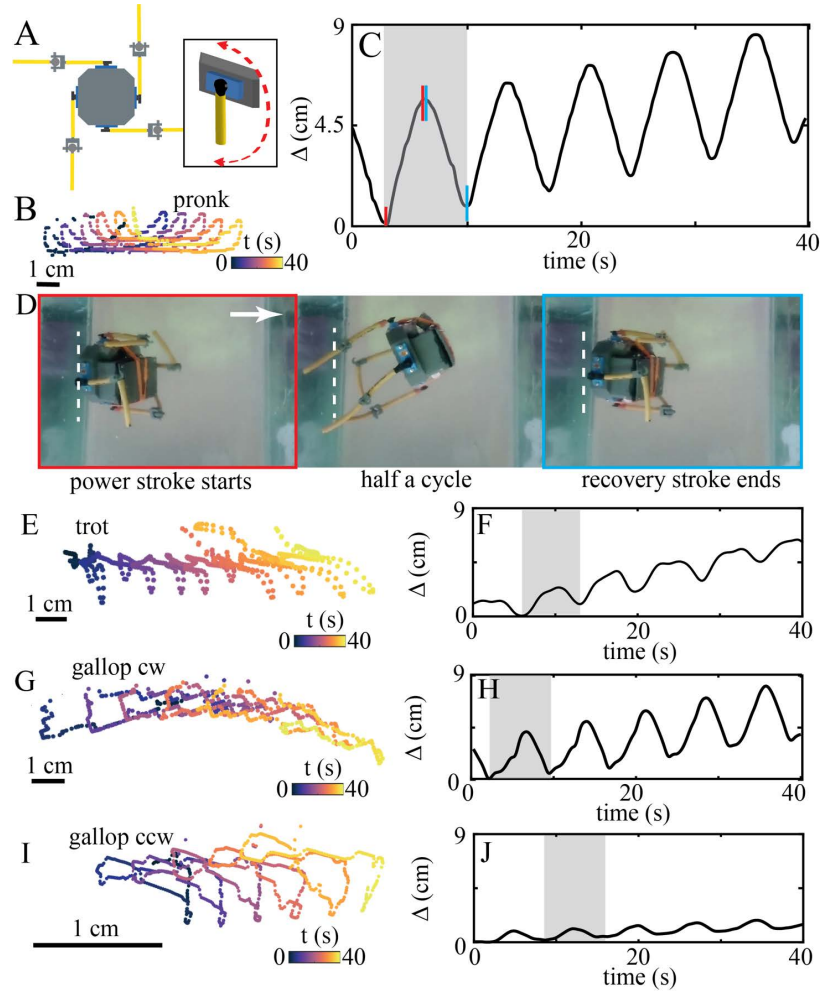 A
C
9
4.5
0
Δ (cm)
0
20
40
time (s)
B
pronk
t (s)
0
40
1 cm
D
power stroke starts
half a cycle
recovery stroke ends
E
trot
1 cm
t (s)
0
40
F
9
0
Δ (cm)
0
20
40
time (s)
G
gallop cw
1 cm
t (s)
0
40
H
9
0
Δ (cm)
0
20
40
time (s)
I
gallop ccw
1 cm
t (s)
0
40
J
9
0
Δ (cm)
0
20
40
time (s)